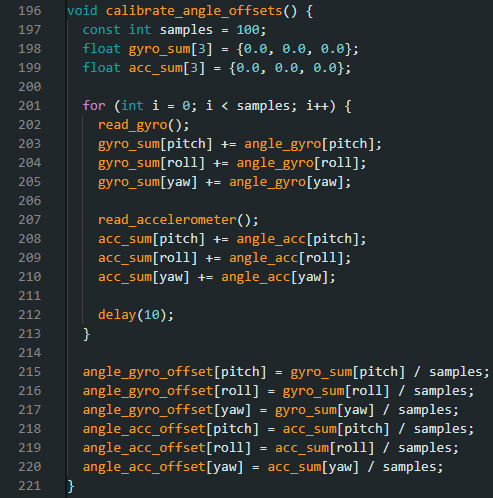 196 void calibrate_angle_offsets() {
197   const int samples = 100;
198   float gyro_sum[3] = {0.0, 0.0, 0.0};
199   float acc_sum[3] = {0.0, 0.0, 0.0};
200
201   for (int i = 0; i < samples; i++) {
202     read_gyro();
203     gyro_sum[pitch] += angle_gyro[pitch];
204     gyro_sum[roll] += angle_gyro[roll];
205     gyro_sum[yaw] += angle_gyro[yaw];
206
207     read_accelerometer();
208     acc_sum[pitch] += angle_acc[pitch];
209     acc_sum[roll] += angle_acc[roll];
210     acc_sum[yaw] += angle_acc[yaw];
211
212     delay(10);
213   }
214
215   angle_gyro_offset[pitch] = gyro_sum[pitch] / samples;
216   angle_gyro_offset[roll] = gyro_sum[roll] / samples;
217   angle_gyro_offset[yaw] = gyro_sum[yaw] / samples;
218   angle_acc_offset[pitch] = acc_sum[pitch] / samples;
219   angle_acc_offset[roll] = acc_sum[roll] / samples;
220   angle_acc_offset[yaw] = acc_sum[yaw] / samples;
221 }